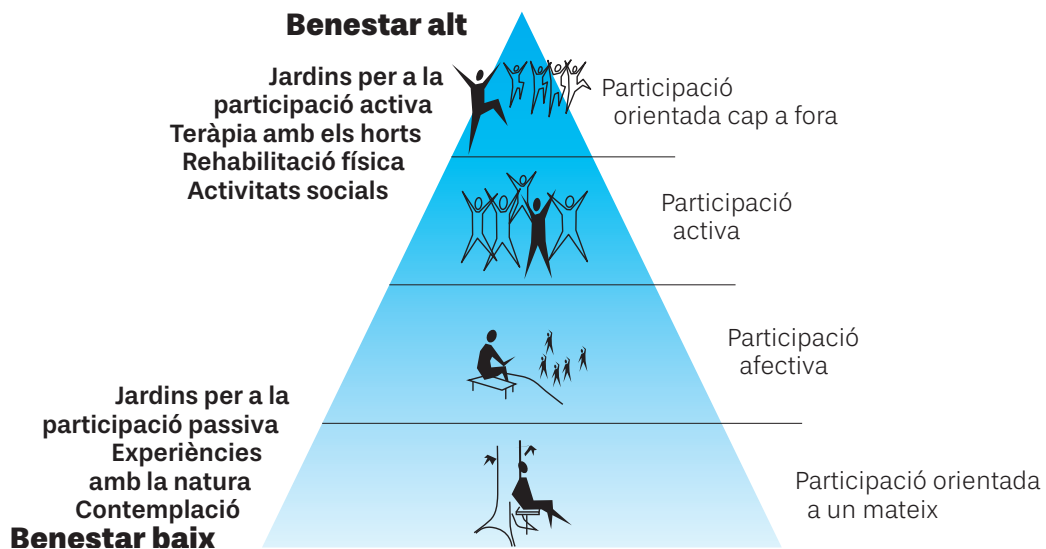 Benestar alt
Jardins per a la
participació activa
Teràpia amb els horts
Rehabilitació física
Activitats socials
Participació
orientada cap a fora
Participació
activa
Participació
afectiva
Jardins per a la
participació passiva
Experiències
amb la natura
Contemplació
Benestar baix
Participació orientada
a un mateix